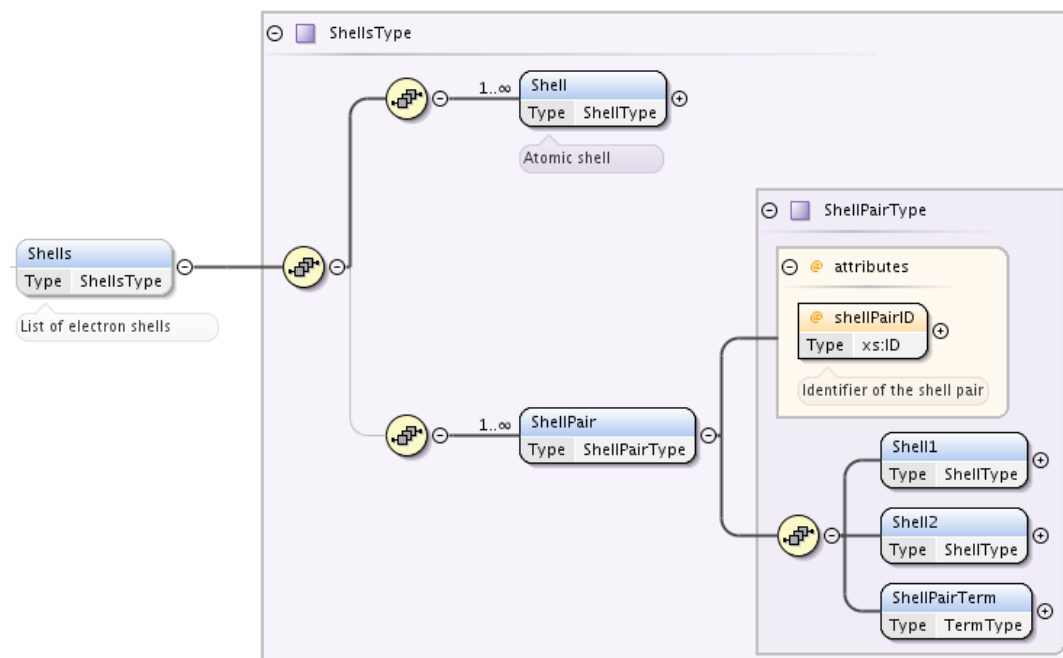 ShellsType
1..∞
Shell
Type ShellType
Atomic shell
ShellPairType
Shells
Type ShellsType
List of electron shells
@ attributes
@ shellPairID
Type xs:ID
Identifier of the shell pair
1..∞
ShellPair
Type ShellPairType
Shell1
Type ShellType
Shell2
Type ShellType
ShellPairTerm
Type TermType